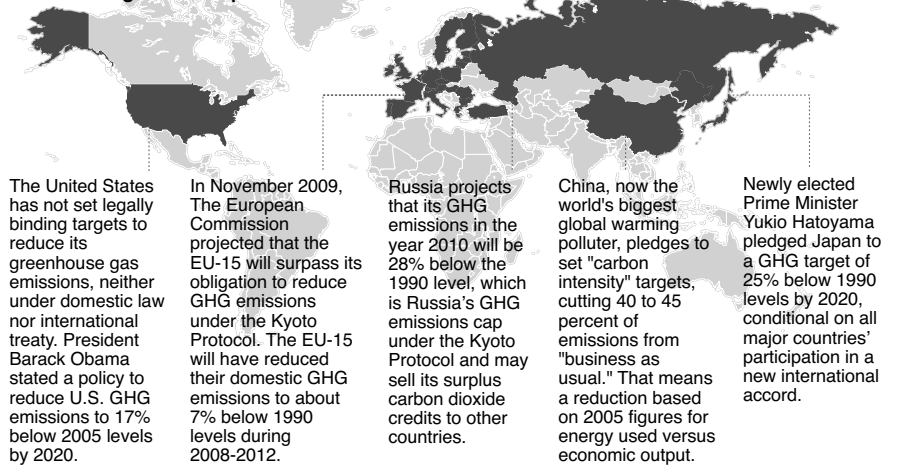 The United States
has not set legally
binding targets to
reduce its
greenhouse gas
emissions, neither
under domestic law
nor international
treaty. President
Barack Obama
stated a policy to
reduce U.S. GHG
emissions to 17%
below 2005 levels
by 2020.
In November 2009,
The European
Commission
projected that the
EU-15 will surpass its
obligation to reduce
GHG emissions
under the Kyoto
Protocol. The EU-15
will have reduced
their domestic GHG
emissions to about
7% below 1990
levels during
2008-2012.
Russia projects
that its GHG
emissions in the
year 2010 will be
28% below the
1990 level, which
is Russia’s GHG
emissions cap
under the Kyoto
Protocol and may
sell its surplus
carbon dioxide
credits to other
countries.
China, now the
world's biggest
global warming
polluter, pledges to
set "carbon
intensity" targets,
cutting 40 to 45
percent of
emissions from
"business as
usual." That means
a reduction based
on 2005 figures for
energy used versus
economic output.
Newly elected
Prime Minister
Yukio Hatoyama
pledged Japan to
a GHG target of
25% below 1990
levels by 2020,
conditional on all
major countries’
participation in a
new international
accord.